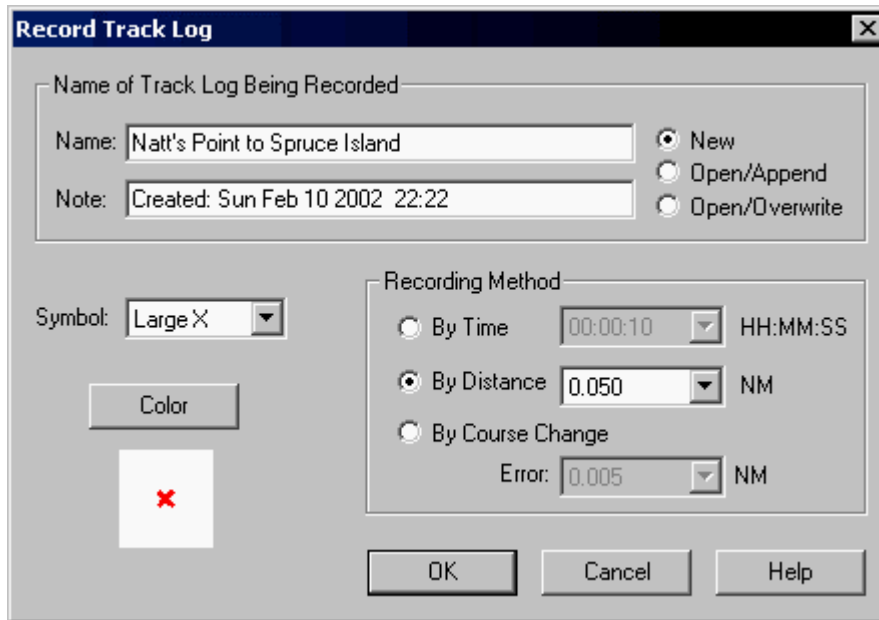 Record Track Log
Name of Track Log Being Recorded
Name: Natt's Point to Spruce Island
Note: Created: Sun Feb 10 2002  22:22
New
Open/Append
Open/Overwrite
Symbol: Large X
Color
Recording Method
By Time 00:00:10 HH:MM:SS
By Distance 0.050 NM
By Course Change
Error: 0.005 NM
OK Cancel Help